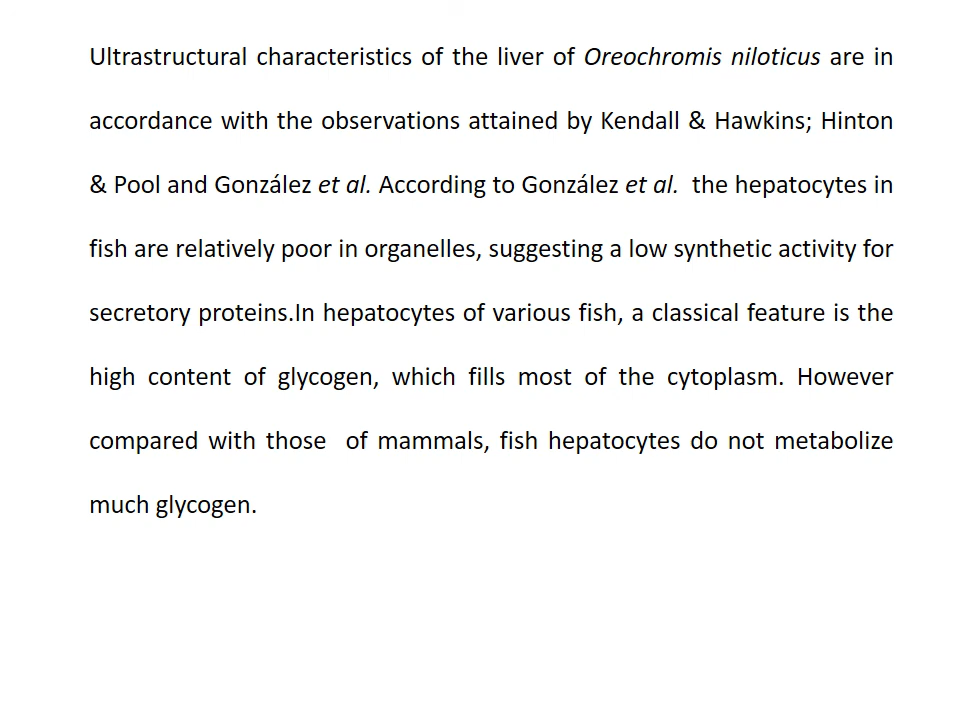 Ultrastructural characteristics of the liver of Oreochromis niloticus are in
accordance with the observations attained by Kendall & Hawkins; Hinton
& Pool and González et al. According to González et al.  the hepatocytes in
fish are relatively poor in organelles, suggesting a low synthetic activity for
secretory proteins.In hepatocytes of various fish, a classical feature is the
high content of glycogen, which fills most of the cytoplasm. However
compared with those  of mammals, fish hepatocytes do not metabolize
much glycogen.